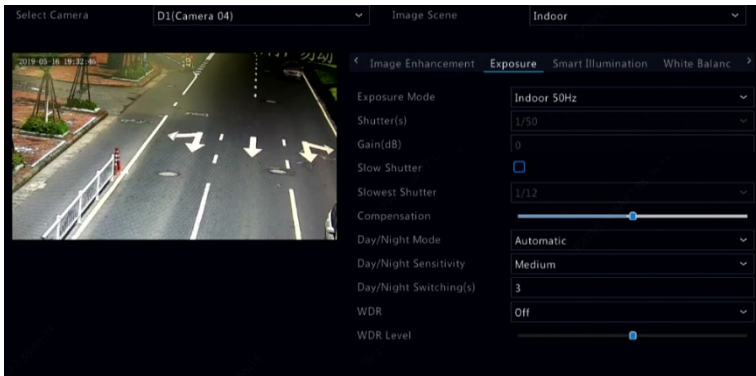 Select Camera D1(Camera 04) Image Scene Indoor
2019-05-16 19:32:46
Image Enhancement Exposure Smart Illumination White Balanc
Exposure Mode Indoor 50Hz
Shutter(s) 1/50
Gain(dB) 0
Slow Shutter
Slowest Shutter 1/12
Compensation
Day/Night Mode Automatic
Day/Night Sensitivity Medium
Day/Night Switching(s) 3
WDR Off
WDR Level